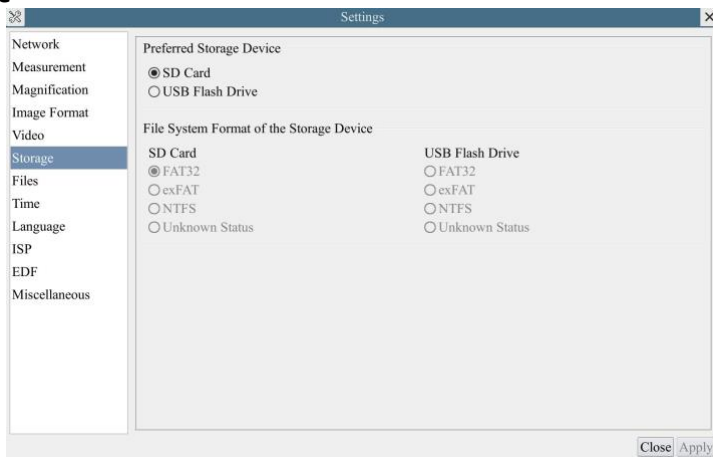 Settings
Network
Measurement
Magnification
Image Format
Video
Storage
Files
Time
Language
ISP
EDF
Miscellaneous
Preferred Storage Device
SD Card
USB Flash Drive
File System Format of the Storage Device
SD Card
FAT32
exFAT
NTFS
Unknown Status
USB Flash Drive
FAT32
exFAT
NTFS
Unknown Status
Close Apply